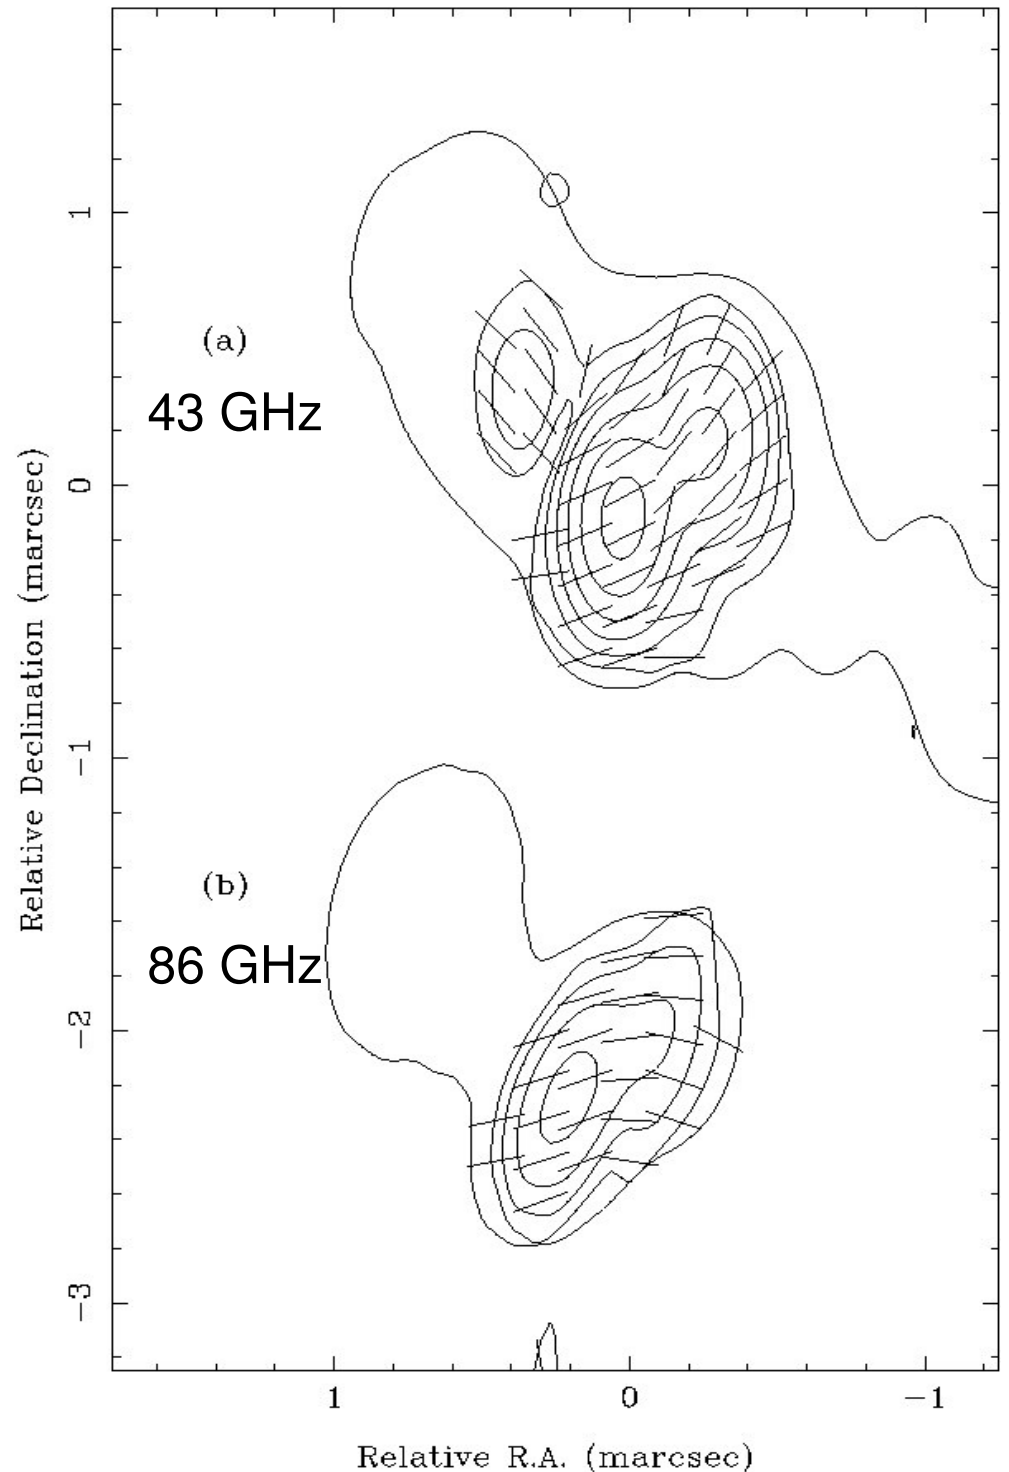 1
(a)
43 GHz
0
Relative Declination (marcsec)
−1
(b)
86 GHz
−2
−3
1 0 −1
Relative R.A. (marcsec)